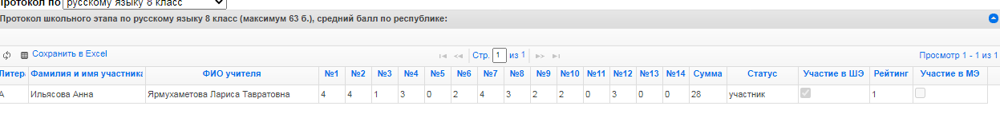 Протокол по русскому языку 8 класс
Протокол школьного этапа по русскому языку 8 класс (максимум 63 б.), средний балл по республике:
Сохранить в Excel Стр. 1 из 1 Просмотр 1 - 1 из 1
Литера Фамилия и имя участника ФИО учителя №1 №2 №3 №4 №5 №6 №7 №8 №9 №10 №11 №12 №13 №14 Сумма Статус Участие в ШЭ Рейтинг Участие в МЭ
А Ильясова Анна Ярмухаметова Лариса Тавратовна 4 4 1 3 0 2 4 3 2 2 0 3 0 0 28 участник 1